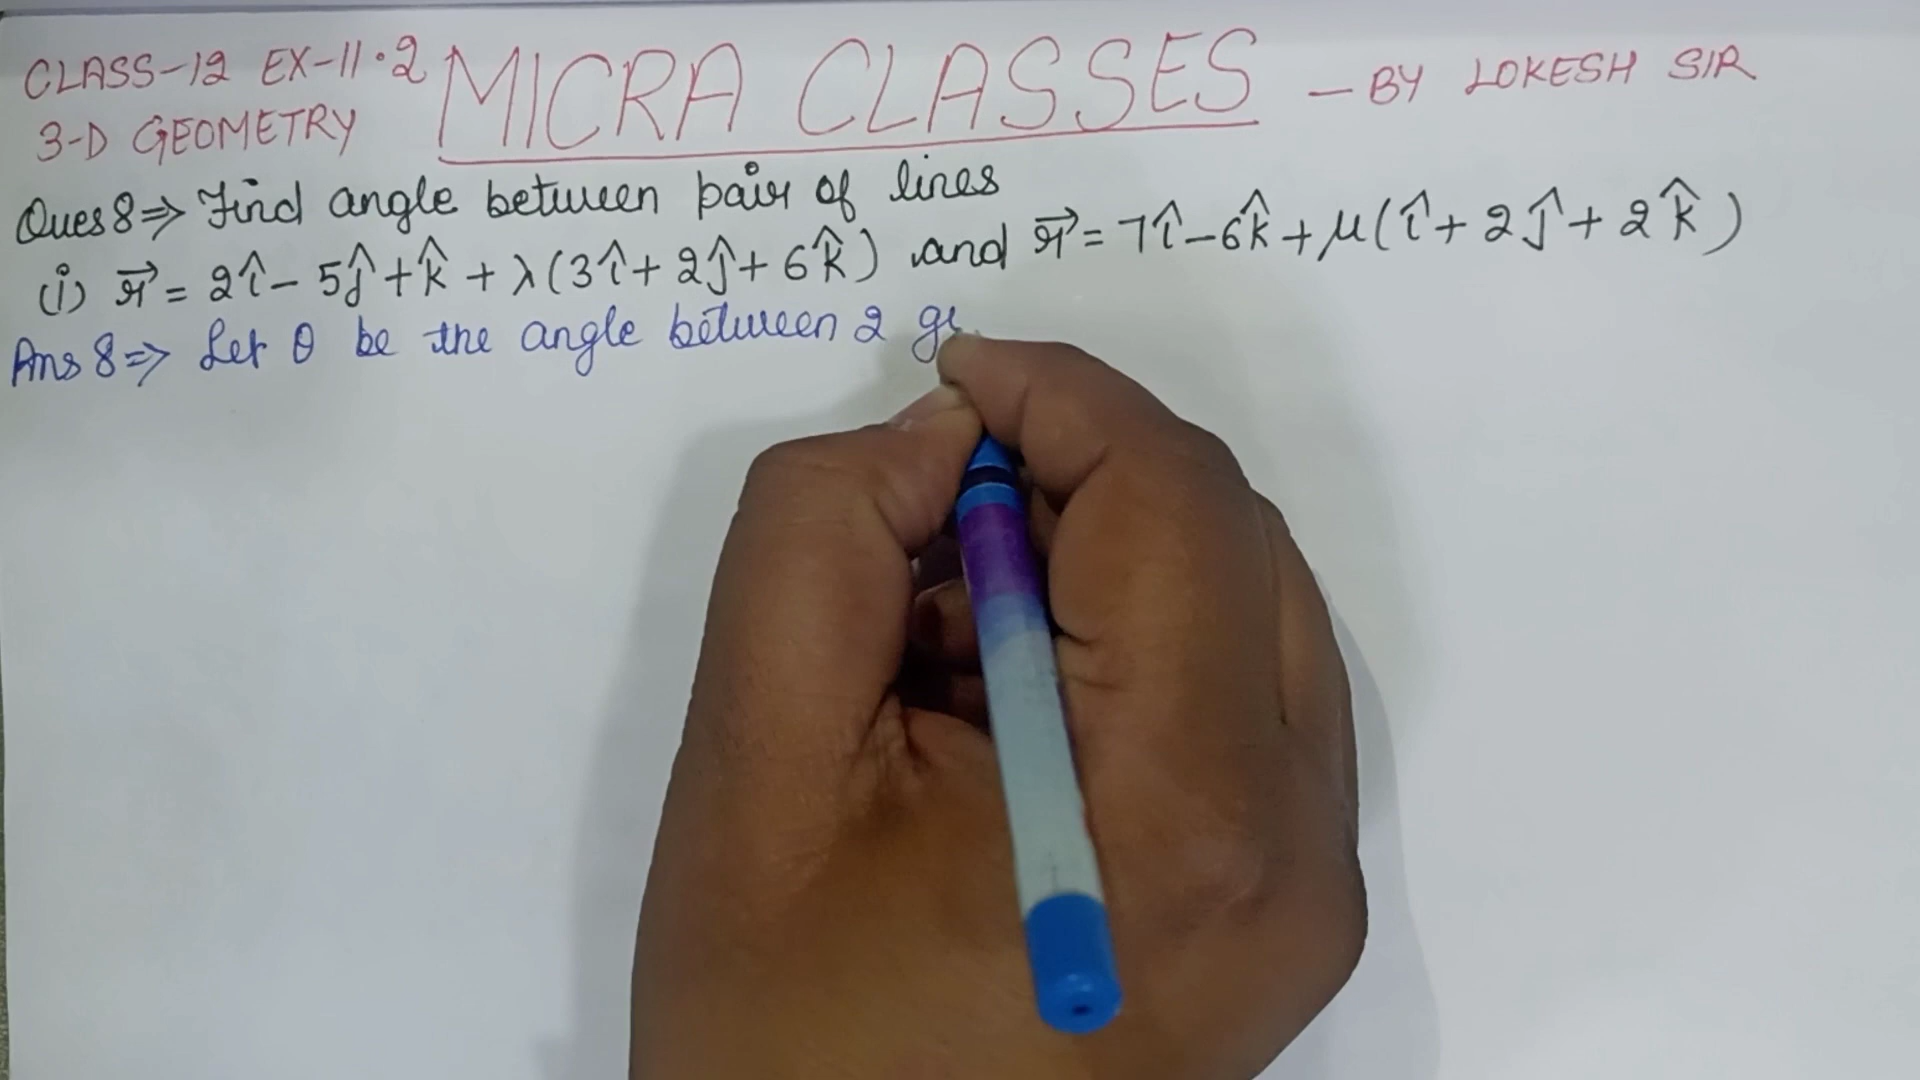 CLASS-12 EX-11.2 MICRA CLASSES - BY LOKESH SIR
3-D GEOMETRY
Ques 8⇒ Find angle between pair of lines
(i) r⃗ = 2î - 5ĵ + k̂ + λ(3î + 2ĵ + 6k̂) and r⃗ = 7î - 6k̂ + μ(î + 2ĵ + 2k̂)
Ans 8⇒ Let θ be the angle between 2